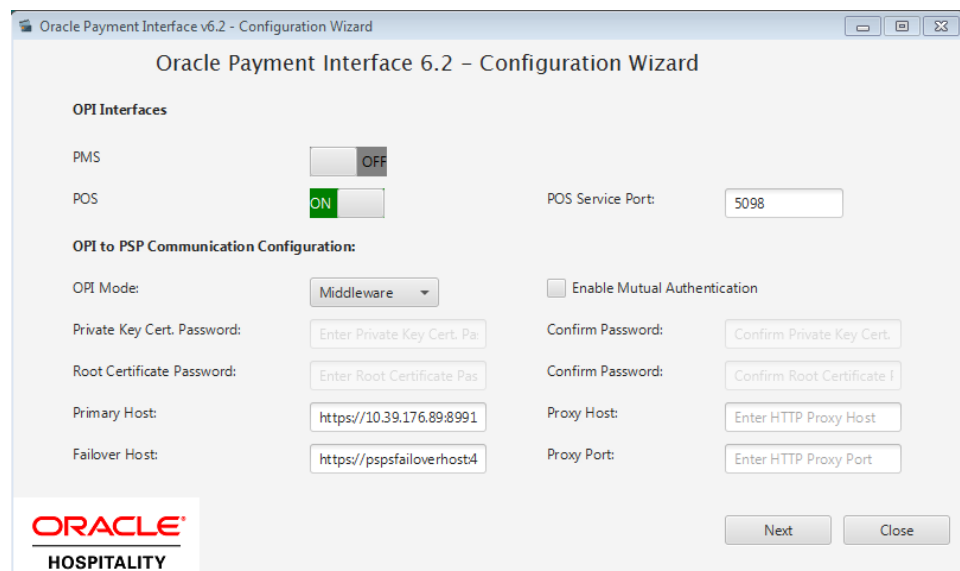 Oracle Payment Interface v6.2 - Configuration Wizard
Oracle Payment Interface 6.2 – Configuration Wizard
OPI Interfaces
PMS OFF
POS ON POS Service Port: 5098
OPI to PSP Communication Configuration:
OPI Mode: Middleware Enable Mutual Authentication
Private Key Cert. Password: Enter Private Key Cert. Pa Confirm Password: Confirm Private Key Cert.
Root Certificate Password: Enter Root Certificate Pas Confirm Password: Confirm Root Certificate
Primary Host: https://10.39.176.89:8991 Proxy Host: Enter HTTP Proxy Host
Failover Host: https://pspsfailoverhost:4 Proxy Port: Enter HTTP Proxy Port
ORACLE®
HOSPITALITY
Next Close